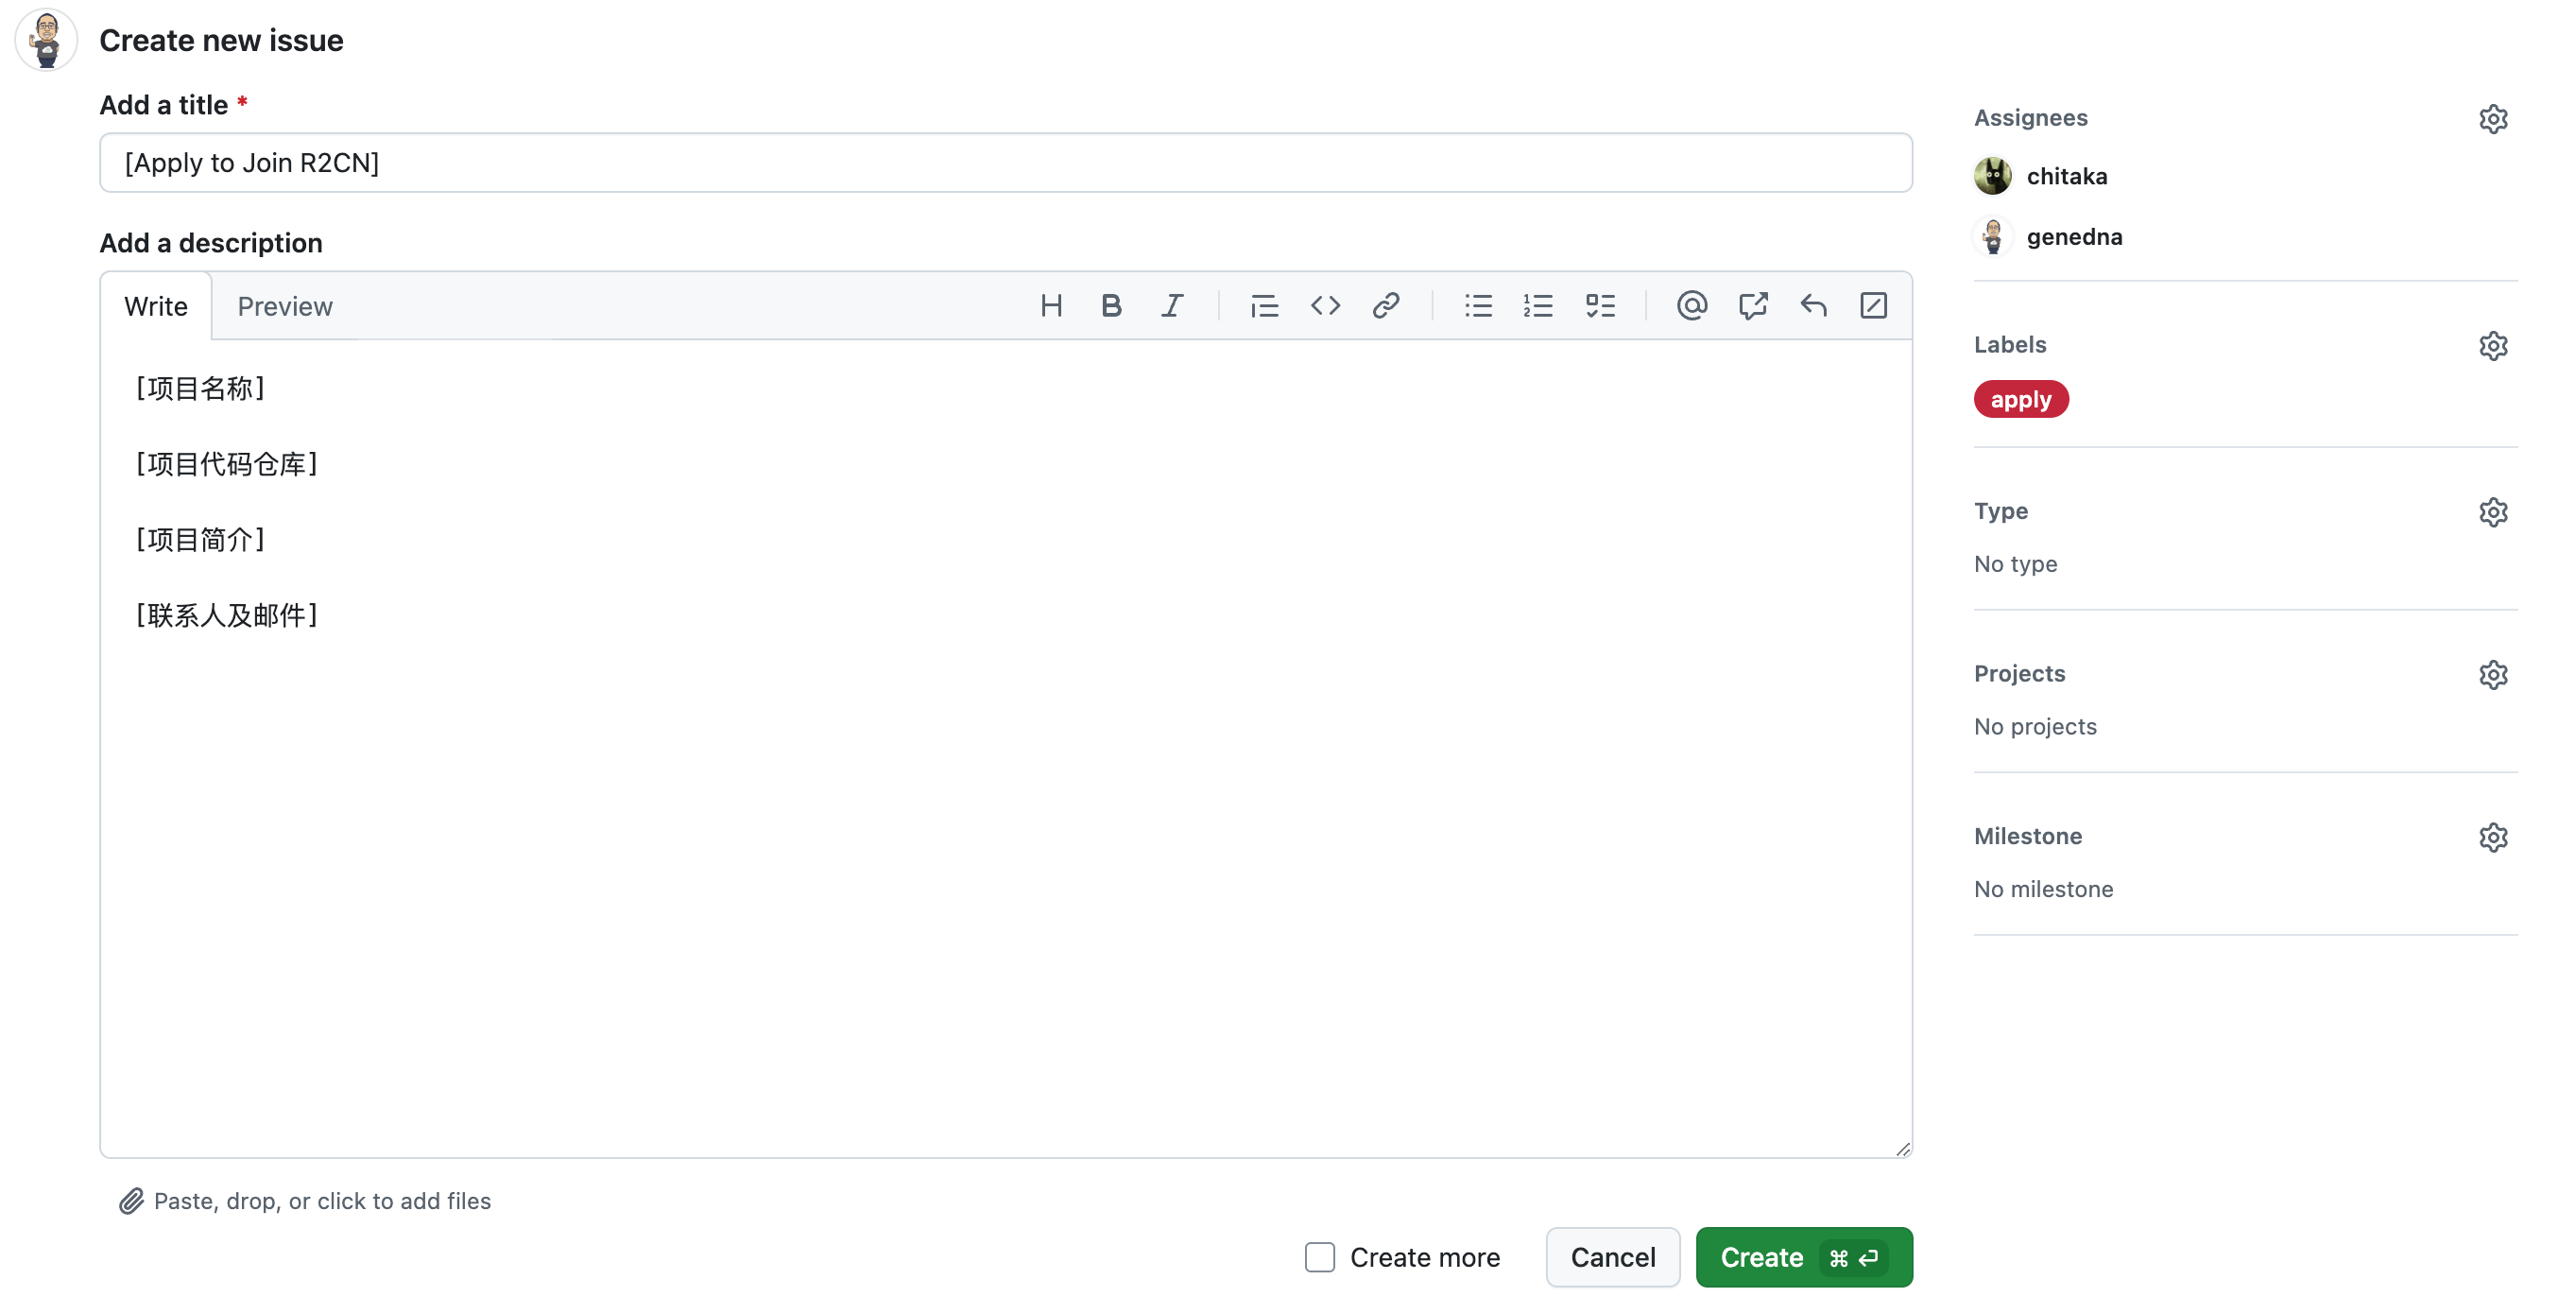 Create new issue
Add a title *
[Apply to Join R2CN]
Add a description
Write Preview
[项目名称]
[项目代码仓库]
[项目简介]
[联系人及邮件]
Paste, drop, or click to add files
Create more Cancel Create ⌘ ↵
Assignees
chitaka
genedna
Labels
apply
Type
No type
Projects
No projects
Milestone
No milestone